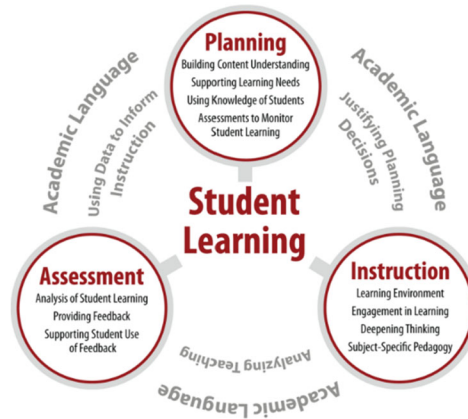 Planning
Building Content Understanding
Supporting Learning Needs
Using Knowledge of Students
Assessments to Monitor
Student Learning
Academic Language
Using Data to Inform
Instruction
Academic Language
Justifying Planning
Decisions
Student
Learning
Assessment
Analysis of Student Learning
Providing Feedback
Supporting Student Use
of Feedback
Instruction
Learning Environment
Engagement in Learning
Deepening Thinking
Subject-Specific Pedagogy
Analyzing Teaching
Academic Language